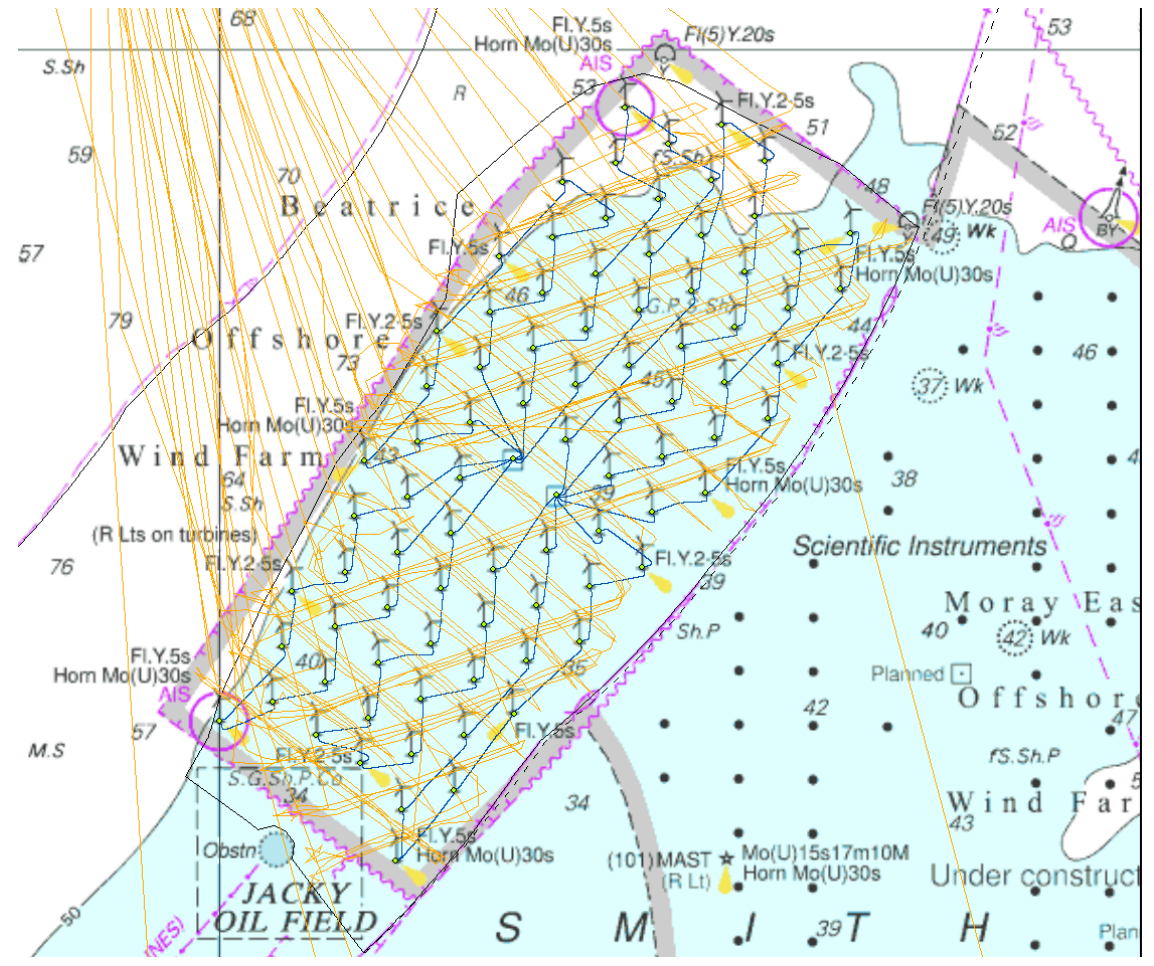 68
Fl.Y.5s
Horn Mo(U)30s
Fl(5)Y.20s
AIS
Y
53
53
S.Sh
R
Fl.Y.2·5s
51
52
59
fS.Sh
70
48
Beatrice
Fl(5)Y.20s
AIS
BY
49 Wk
57
Fl.Y.5s
Fl.Y.5s
Horn Mo(U)30s
46
G.P.S.Sh
79
Fl.Y.2·5s
44
Offshore
73
Fl.Y.2·5s
46
45
37 Wk
Fl.Y.5s
Horn Mo(U)30s
Wind Farm
43
64
Fl.Y.5s
Horn Mo(U)30s
38
4
39
S.Sh
(R Lts on turbines)
Scientific Instruments
76
Fl.Y.2·5s
Fl.Y.2·5s
39
Moray Eas
Sh.P
40
42 Wk
Fl.Y.5s
Horn Mo(U)30s
40
35
Planned
AIS
Offshore
42
47
57
Fl.Y.5s
M.S
Fl.Y.2·5s
fS.Sh.P
S.G.Sh.P.Co
34
34
5
Wind Far
43
Fl.Y.5s
Horn Mo(U)30s
Obstn
(101) MAST
Mo(U)15s17m10M
(R Lt)
Horn Mo(U)30s
Under construct
JACKY
OIL FIELD
50
NES)
SMITH
39
Plan